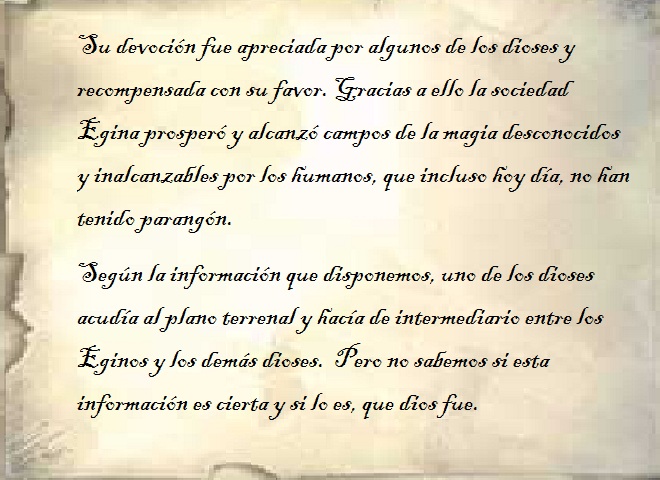 Su devoción fue apreciada por algunos de los dioses y
recompensada con su favor. Gracias a ello la sociedad
Egina prosperó y alcanzó campos de la magia desconocidos
y inalcanzables por los humanos, que incluso hoy día, no han
tenido parangón.
Según la información que disponemos, uno de los dioses
acudía al plano terrenal y hacía de intermediario entre los
Eginos y los demás dioses. Pero no sabemos si esta
información es cierta y si lo es, que dios fue.